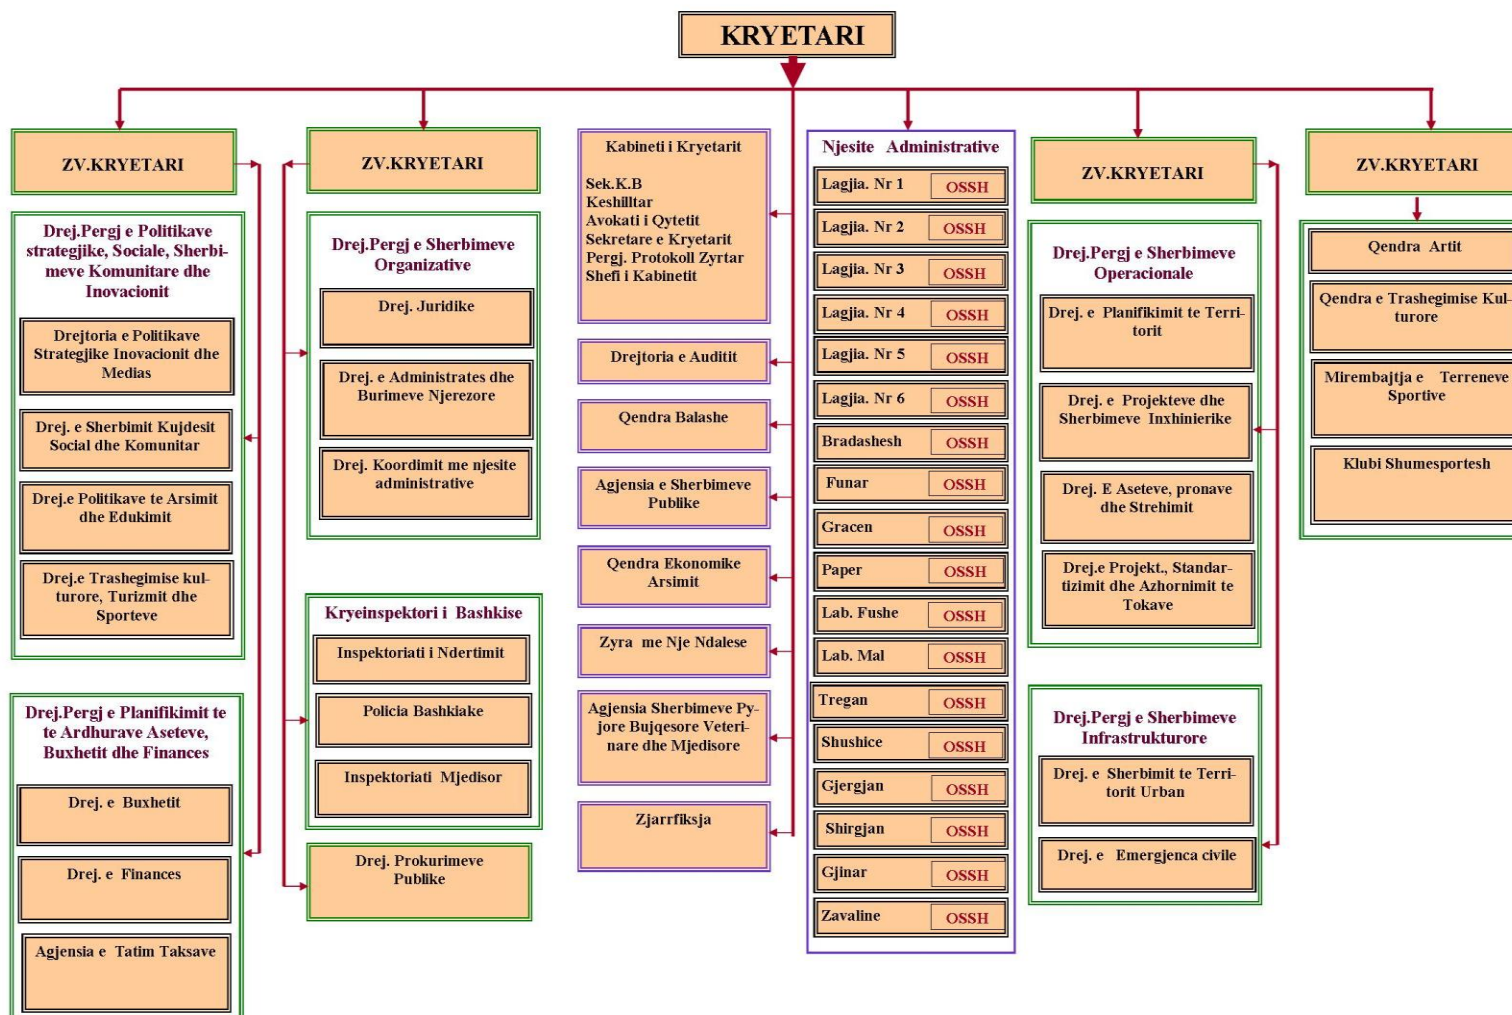 KRYETARI
ZV.KRYETARI
Drej.Pergj e Politikave
strategjike, Sociale, Sherbi-
meve Komunitare dhe
Inovacionit
Drejtoria e Politikave
Strategjike Inovacionit dhe
Medias
Drej. e Sherbimit Kujdesit
Social dhe Komunitar
Drej.e Politikave te Arsimit
dhe Edukimit
Drej.e Trashegimise kul-
turore, Turizmit dhe
Sporteve
Drej.Pergj e Planifikimit te
te Ardhurave Aseteve,
Buxhetit dhe Finances
Drej. e Buxhetit
Drej. e Finances
Agjensia e Tatim Taksave
ZV.KRYETARI
Drej.Pergj e Sherbimeve
Organizative
Drej. Juridike
Drej. e Administrates dhe
Burimeve Njerezore
Drej. Koordimit me njesite
administrative
Kryeinspektori i Bashkise
Inspektoriati i Ndertimit
Policia Bashkiake
Inspektoriati Mjedisor
Drej. Prokurimeve
Publike
Kabineti i Kryetarit
Sek.K.B
Keshilltar
Avokati i Qytetit
Sekretare e Kryetarit
Pergj. Protokoll Zyrtar
Shefi i Kabinetit
Drejtoria e Auditit
Qendra Balashe
Agjensia e Sherbimeve
Publike
Qendra Ekonomike
Arsimit
Zyra me Nje Ndalese
Agjensia Sherbimeve Py-
jore Bujqesore Veteri-
nare dhe Mjedisore
Zjarrfiksja
Njesite Administrative
Lagjia. Nr 1 OSSH
Lagjia. Nr 2 OSSH
Lagjia. Nr 3 OSSH
Lagjia. Nr 4 OSSH
Lagjia. Nr 5 OSSH
Lagjia. Nr 6 OSSH
Bradashesh OSSH
Funar OSSH
Gracen OSSH
Paper OSSH
Lab. Fushe OSSH
Lab. Mal OSSH
Tregan OSSH
Shushice OSSH
Gjergjan OSSH
Shirgjan OSSH
Gjinar OSSH
Zavaline OSSH
ZV.KRYETARI
Drej.Pergj e Sherbimeve
Operacionale
Drej. e Planifikimit te Terri-
torit
Drej. e Projekteve dhe
Sherbimeve Inxhinierike
Drej. E Aseteve, pronave
dhe Strehimit
Drej.e Projekt., Standar-
tizimit dhe Azhornimit te
Tokave
Drej.Pergj e Sherbimeve
Infrastrukturore
Drej. e Sherbimit te Terri-
torit Urban
Drej. e Emergjenca civile
ZV.KRYETARI
Qendra Artit
Qendra e Trashegimise Kul-
turore
Mirembajtja e Terreneve
Sportive
Klubi Shumesportesh